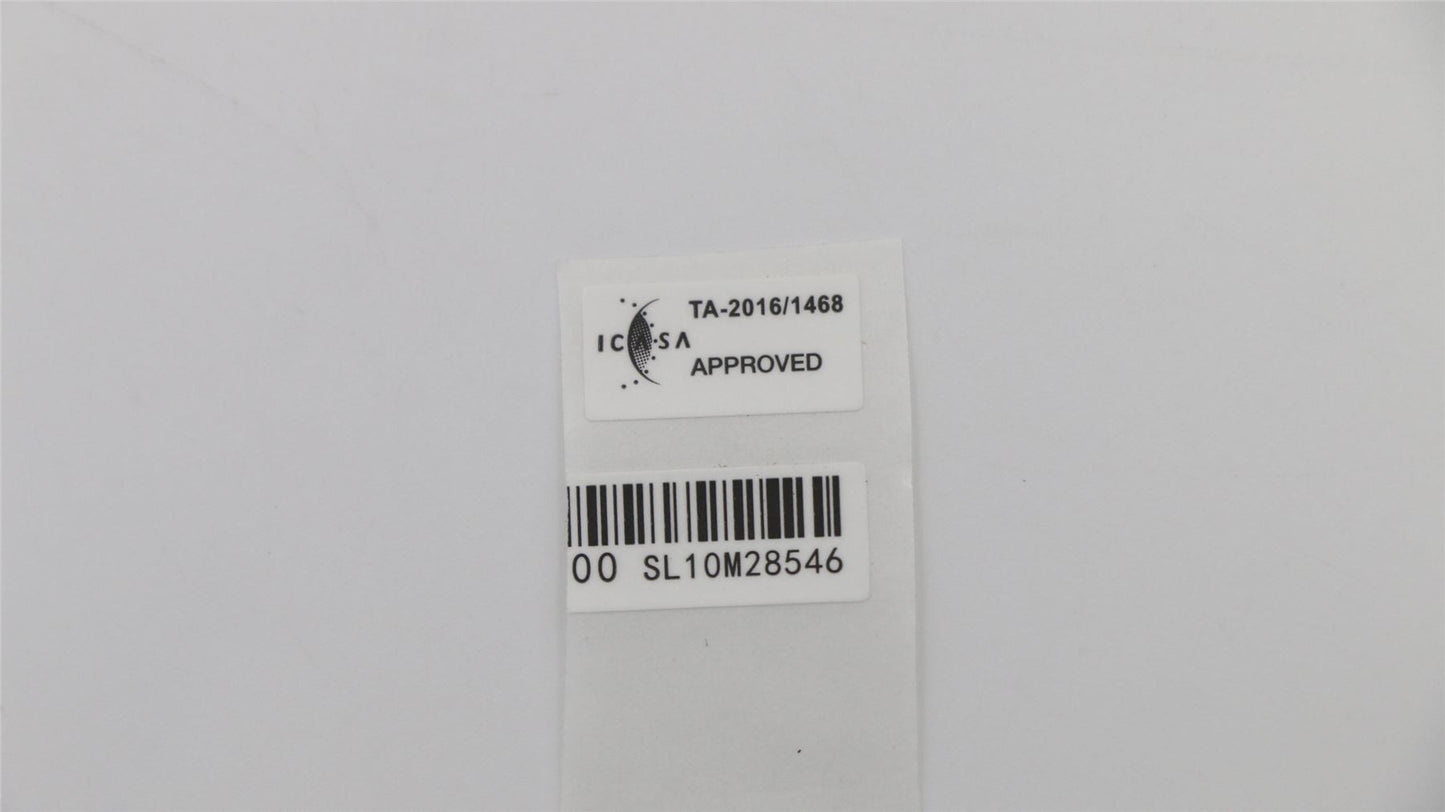 ICASA
TA-2016/1468
APPROVED
00 SL10M28546